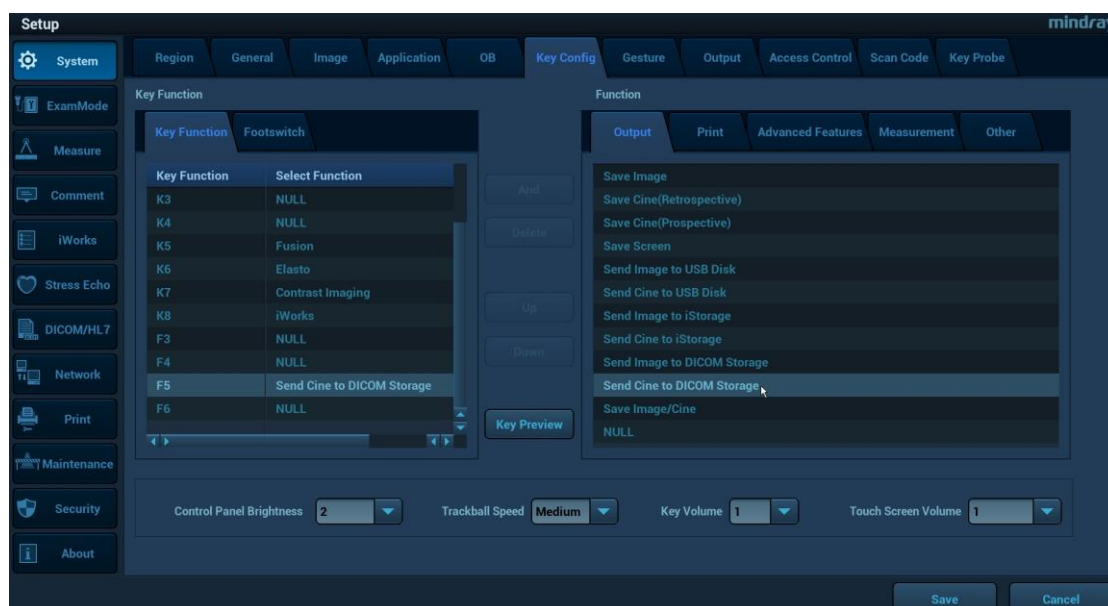 Setup
mindray
System
ExamMode
Measure
Comment
iWorks
Stress Echo
DICOM/HL7
Network
Print
Maintenance
Security
About
Region General Image Application OB Key Config Gesture Output Access Control Scan Code Key Probe
Key Function
Key Function Footswitch
Key Function Select Function
K3 NULL
K4 NULL
K5 Fusion
K6 Elasto
K7 Contrast Imaging
K8 iWorks
F3 NULL
F4 NULL
F5 Send Cine to DICOM Storage
F6 NULL
And
Delete
Up
Down
Key Preview
Function
Output Print Advanced Features Measurement Other
Save Image
Save Cine(Retrospective)
Save Cine(Prospective)
Save Screen
Send Image to USB Disk
Send Cine to USB Disk
Send Image to iStorage
Send Cine to iStorage
Send Image to DICOM Storage
Send Cine to DICOM Storage
Save Image/Cine
NULL
Control Panel Brightness 2 Trackball Speed Medium Key Volume 1 Touch Screen Volume 1
Save Cancel